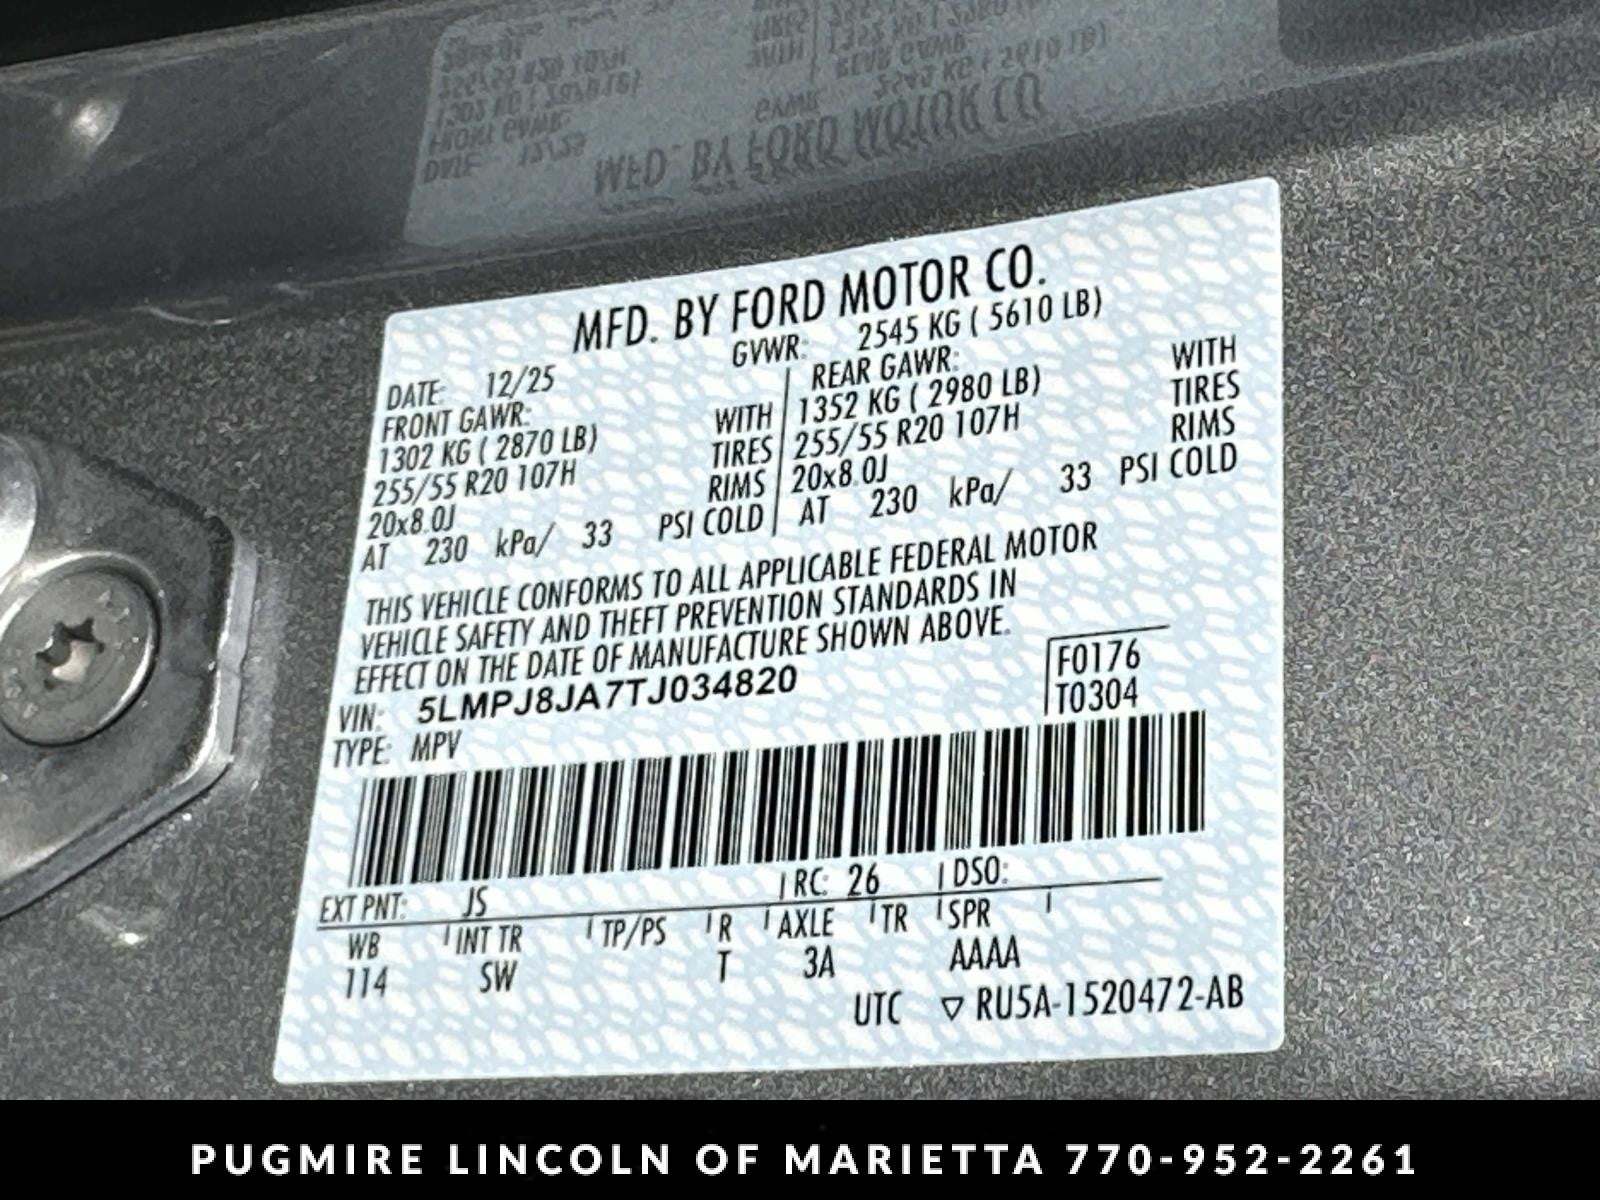 MFD. BY FORD MOTOR CO.
DATE: 12/25 GVWR: 2545 KG ( 5610 LB)
FRONT GAWR: REAR GAWR:
1302 KG ( 2870 LB) WITH 1352 KG ( 2980 LB) WITH
255/55 R20 107H TIRES 255/55 R20 107H TIRES
20x8.0J RIMS 20x8.0J RIMS
AT 230 kPa/ 33 PSI COLD AT 230 kPa/ 33 PSI COLD
THIS VEHICLE CONFORMS TO ALL APPLICABLE FEDERAL MOTOR
VEHICLE SAFETY AND THEFT PREVENTION STANDARDS IN
EFFECT ON THE DATE OF MANUFACTURE SHOWN ABOVE.
VIN: 5LMPJ8JA7TJ034820 F0176
TYPE: MPV T0304
EXT PNT: JS RC: 26 DSO:
WB INT TR TP/PS R AXLE TR SPR
114 SW T 3A AAAA
UTC ▽ RU5A-1520472-AB
PUGMIRE LINCOLN OF MARIETTA 770-952-2261